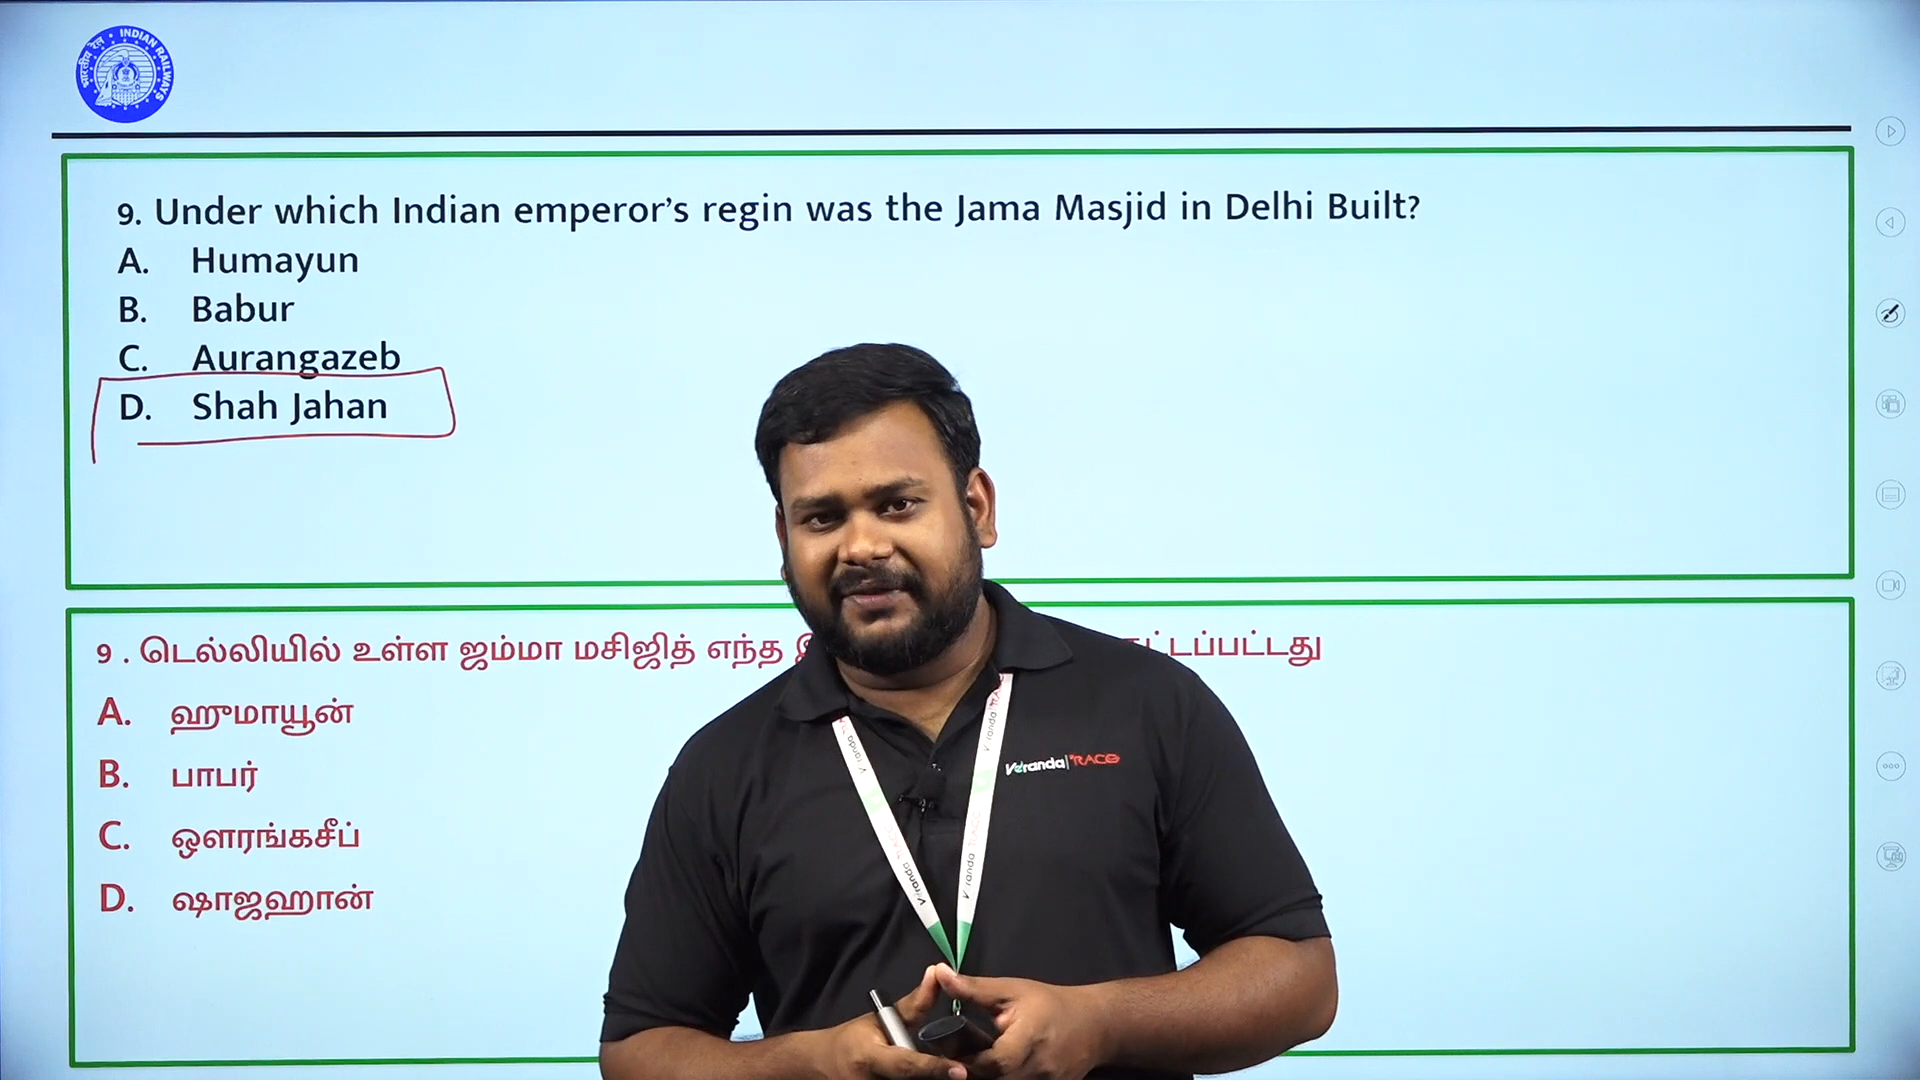 भारतीय रेल INDIAN RAILWAYS
9. Under which Indian emperor’s regin was the Jama Masjid in Delhi Built?
A. Humayun
B. Babur
C. Aurangazeb
D. Shah Jahan
9 . டெல்லியில் உள்ள ஜம்மா மசிஜித் எந்த
A. ஹுமாயூன்
B. பாபர்
C. ஔரங்கசீப்
D. ஷாஜஹான்
Veranda RACE